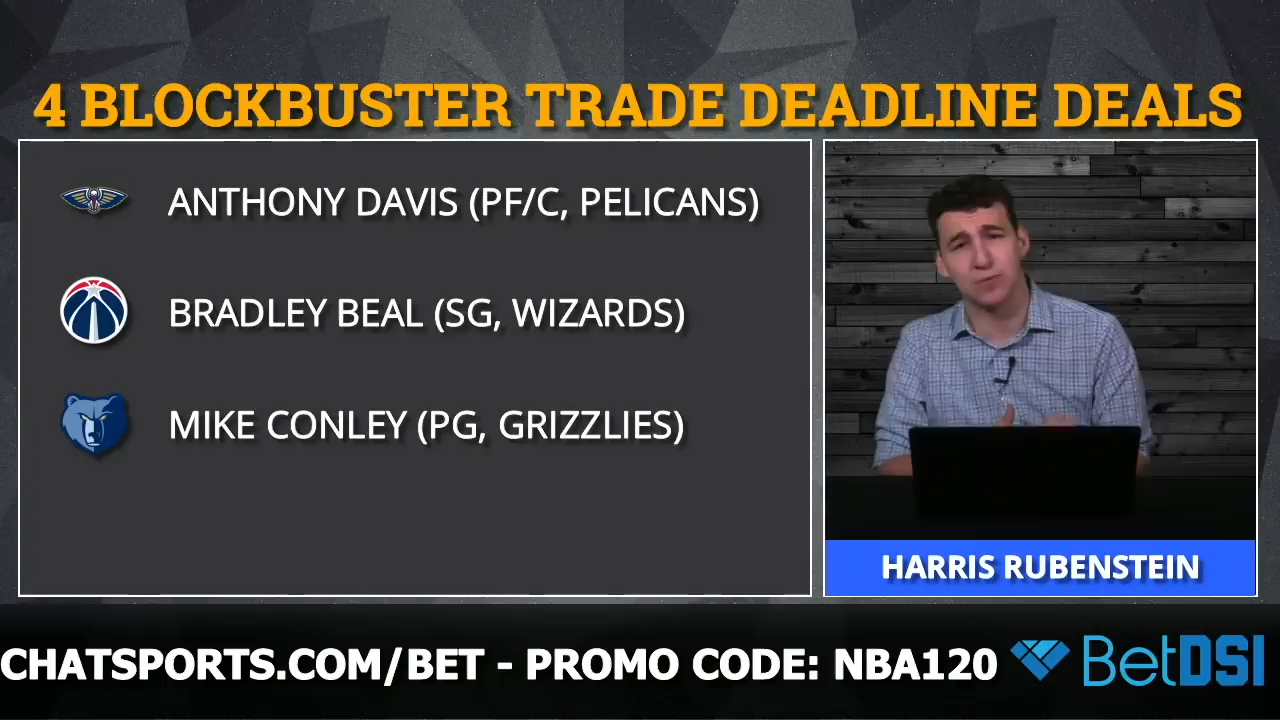 4 BLOCKBUSTER TRADE DEADLINE DEALS
ANTHONY DAVIS (PF/C, PELICANS)
BRADLEY BEAL (SG, WIZARDS)
MIKE CONLEY (PG, GRIZZLIES)
HARRIS RUBENSTEIN
CHATSPORTS.COM/BET - PROMO CODE: NBA120 BetDSI